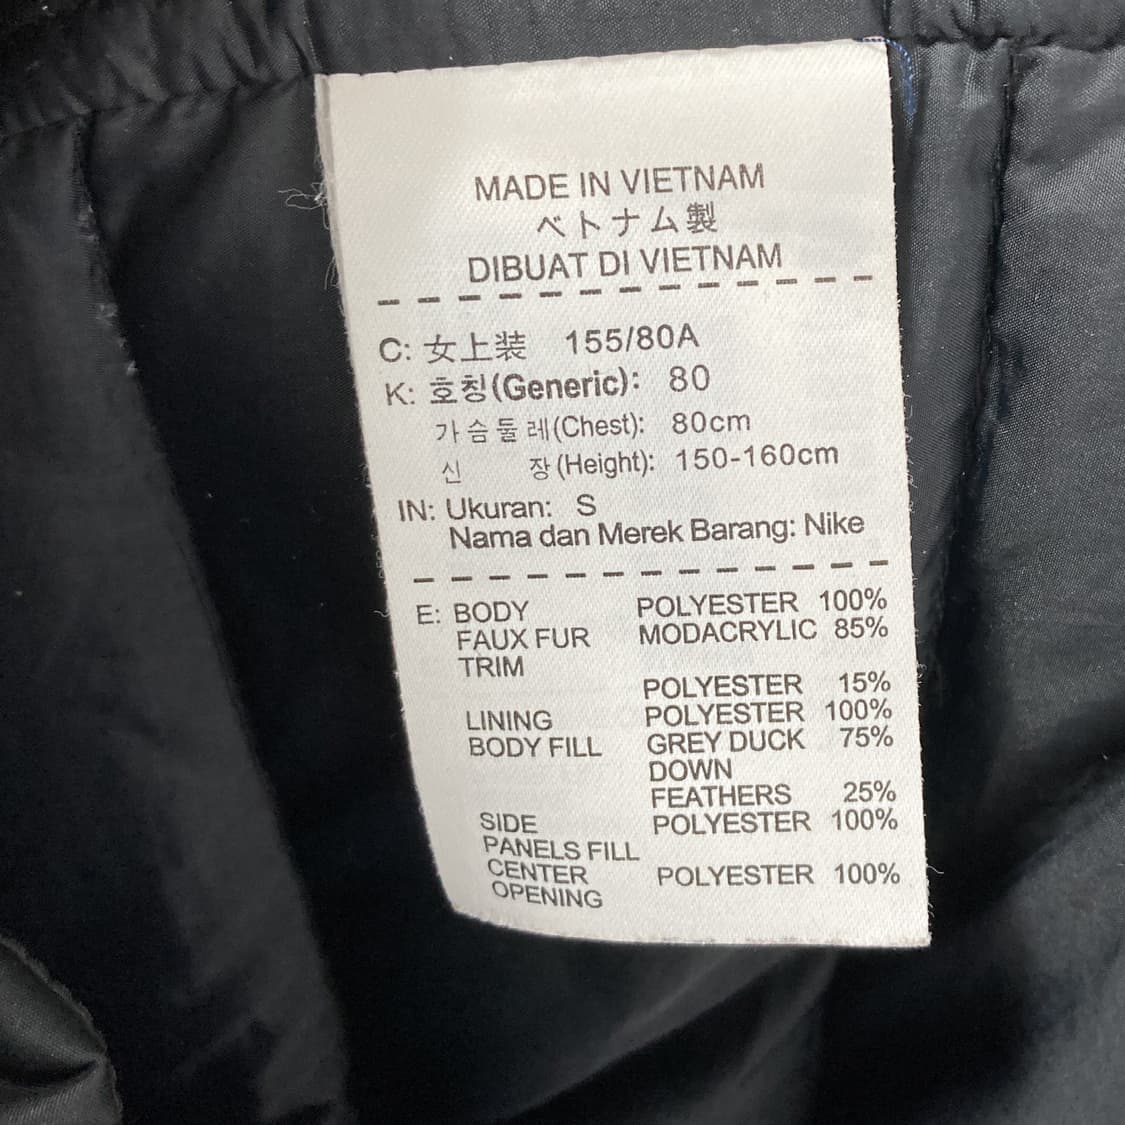 MADE IN VIETNAM
ベトナム製
DIBUAT DI VIETNAM
C: 女上装 155/80A
K: 호칭(Generic): 80
가슴둘레(Chest): 80cm
신 장(Height): 150-160cm
IN: Ukuran: S
Nama dan Merek Barang: Nike
E: BODY POLYESTER 100%
FAUX FUR MODACRYLIC 85%
TRIM
POLYESTER 15%
LINING POLYESTER 100%
BODY FILL GREY DUCK 75%
DOWN
FEATHERS 25%
SIDE POLYESTER 100%
PANELS FILL
CENTER POLYESTER 100%
OPENING